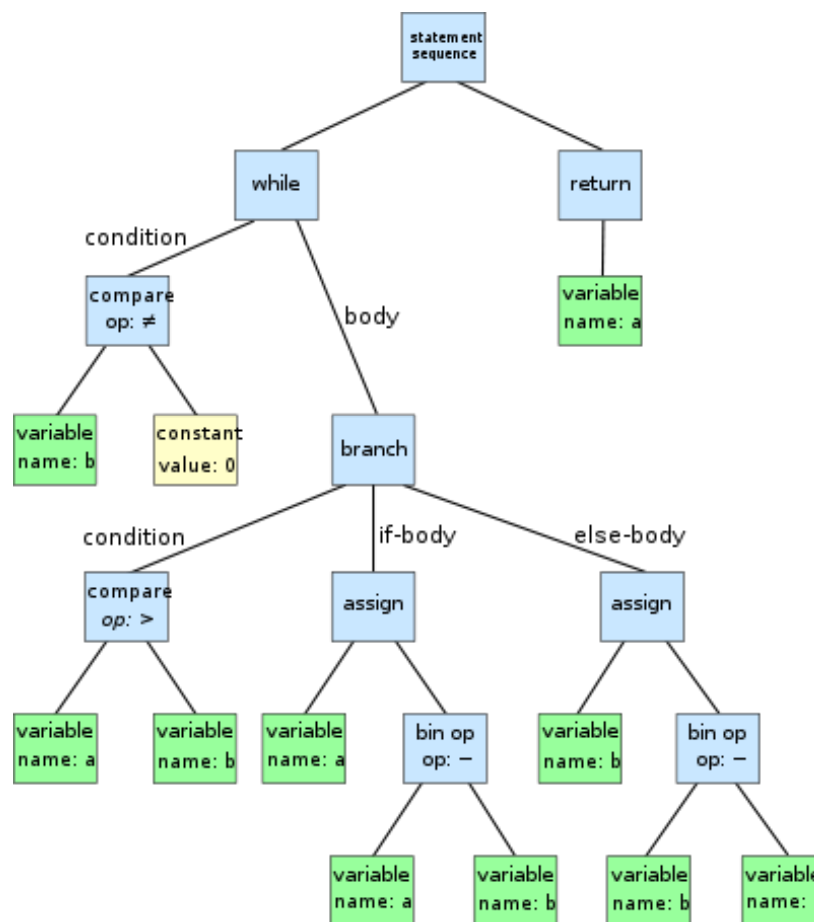 statement
sequence
while
return
condition
body
compare
op: ≠
variable
name: a
variable
name: b
constant
value: 0
branch
condition
if-body
else-body
compare
op: >
assign
assign
variable
name: a
variable
name: b
variable
name: a
bin op
op: −
variable
name: b
bin op
op: −
variable
name: a
variable
name: b
variable
name: b
variable
name: